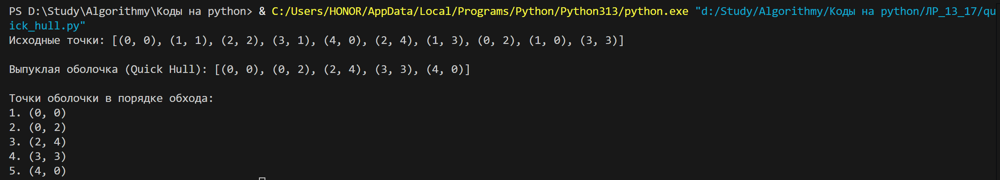 PS D:\Study\Algorithmy\Коды на python> & C:/Users/HONOR/AppData/Local/Programs/Python/Python313/python.exe "d:/Study/Algorithmy/Коды на python/ЛР_13_17/qu
ick_hull.py"
Исходные точки: [(0, 0), (1, 1), (2, 2), (3, 1), (4, 0), (2, 4), (1, 3), (0, 2), (1, 0), (3, 3)]
Выпуклая оболочка (Quick Hull): [(0, 0), (0, 2), (2, 4), (3, 3), (4, 0)]
Точки оболочки в порядке обхода:
1. (0, 0)
2. (0, 2)
3. (2, 4)
4. (3, 3)
5. (4, 0)